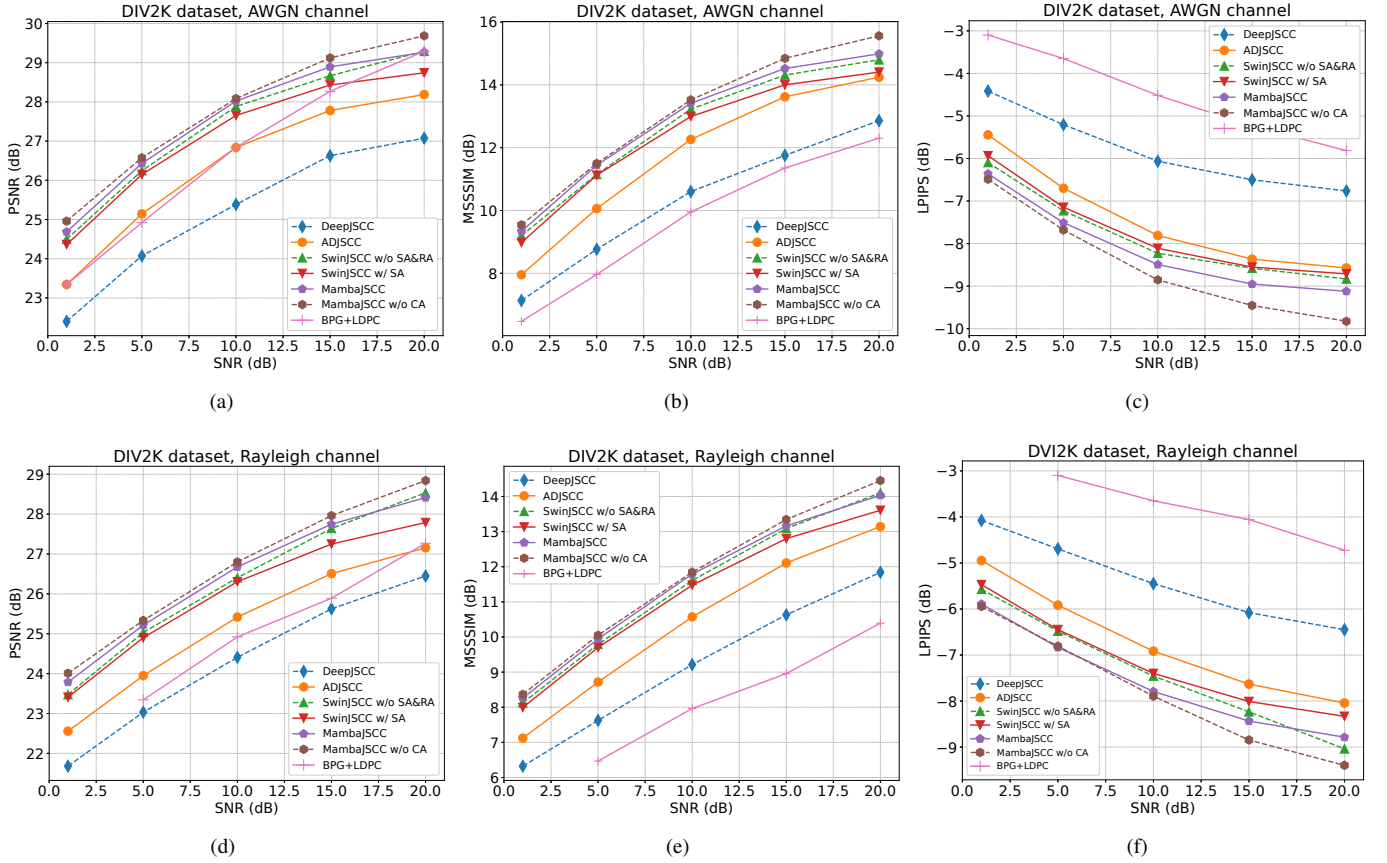 DIV2K dataset, AWGN channel
30
29
28
27
26
25
24
23
PSNR (dB)
0.0 2.5 5.0 7.5 10.0 12.5 15.0 17.5 20.0
SNR (dB)
DeepJSCC
ADJSCC
SwinJSCC w/o SA&RA
SwinJSCC w/ SA
MambaJSCC
MambaJSCC w/o CA
BPG+LDPC
(a)
DIV2K dataset, AWGN channel
16
14
12
10
8
MSSSIM (dB)
0.0 2.5 5.0 7.5 10.0 12.5 15.0 17.5 20.0
SNR (dB)
DeepJSCC
ADJSCC
SwinJSCC w/o SA&RA
SwinJSCC w/ SA
MambaJSCC
MambaJSCC w/o CA
BPG+LDPC
(b)
DIV2K dataset, AWGN channel
−3
−4
−5
−6
−7
−8
−9
−10
LPIPS (dB)
0.0 2.5 5.0 7.5 10.0 12.5 15.0 17.5 20.0
SNR (dB)
DeepJSCC
ADJSCC
SwinJSCC w/o SA&RA
SwinJSCC w/ SA
MambaJSCC
MambaJSCC w/o CA
BPG+LDPC
(c)
DIV2K dataset, Rayleigh channel
29
28
27
26
25
24
23
22
PSNR (dB)
0.0 2.5 5.0 7.5 10.0 12.5 15.0 17.5 20.0
SNR (dB)
DeepJSCC
ADJSCC
SwinJSCC w/o SA&RA
SwinJSCC w/ SA
MambaJSCC
MambaJSCC w/o CA
BPG+LDPC
(d)
DIV2K dataset, Rayleigh channel
14
13
12
11
10
9
8
7
6
MSSSIM (dB)
0.0 2.5 5.0 7.5 10.0 12.5 15.0 17.5 20.0
SNR (dB)
DeepJSCC
ADJSCC
SwinJSCC w/o SA&RA
SwinJSCC w/ SA
MambaJSCC
MambaJSCC w/o CA
BPG+LDPC
(e)
DVI2K dataset, Rayleigh channel
−3
−4
−5
−6
−7
−8
−9
LPIPS (dB)
0.0 2.5 5.0 7.5 10.0 12.5 15.0 17.5 20.0
SNR (dB)
DeepJSCC
ADJSCC
SwinJSCC w/o SA&RA
SwinJSCC w/ SA
MambaJSCC
MambaJSCC w/o CA
BPG+LDPC
(f)